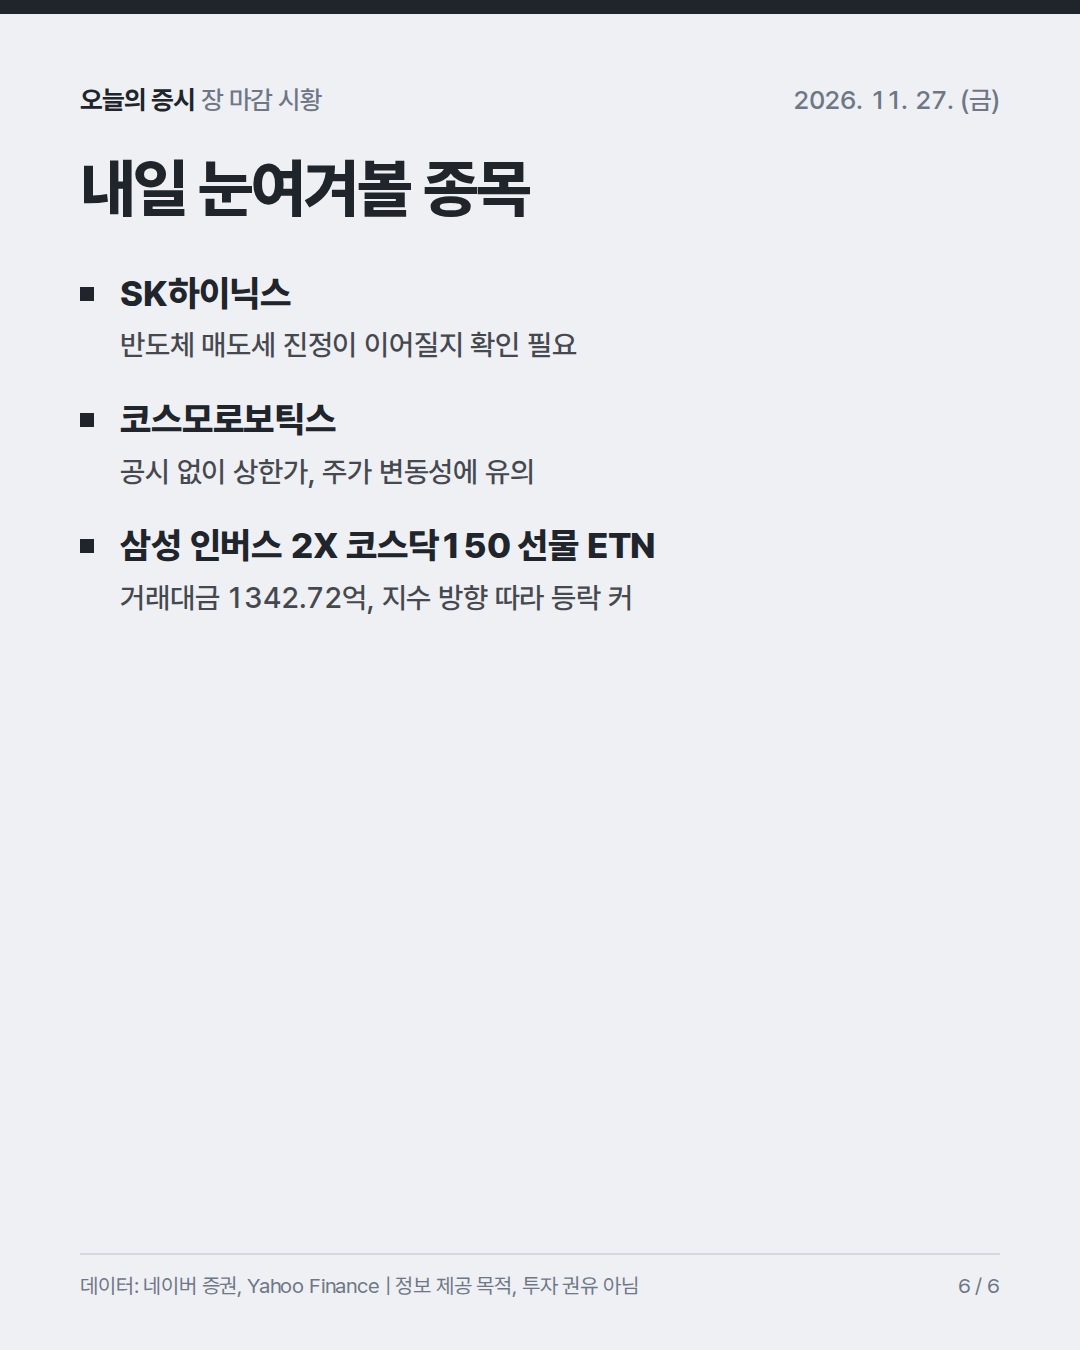 오늘의 증시 장 마감 시황 2026. 11. 27. (금)
내일 눈여겨볼 종목
SK하이닉스
반도체 매도세 진정이 이어질지 확인 필요
코스모로보틱스
공시 없이 상한가, 주가 변동성에 유의
삼성 인버스 2X 코스닥150 선물 ETN
거래대금 1342.72억, 지수 방향 따라 등락 커
데이터: 네이버 증권, Yahoo Finance | 정보 제공 목적, 투자 권유 아님 6 / 6